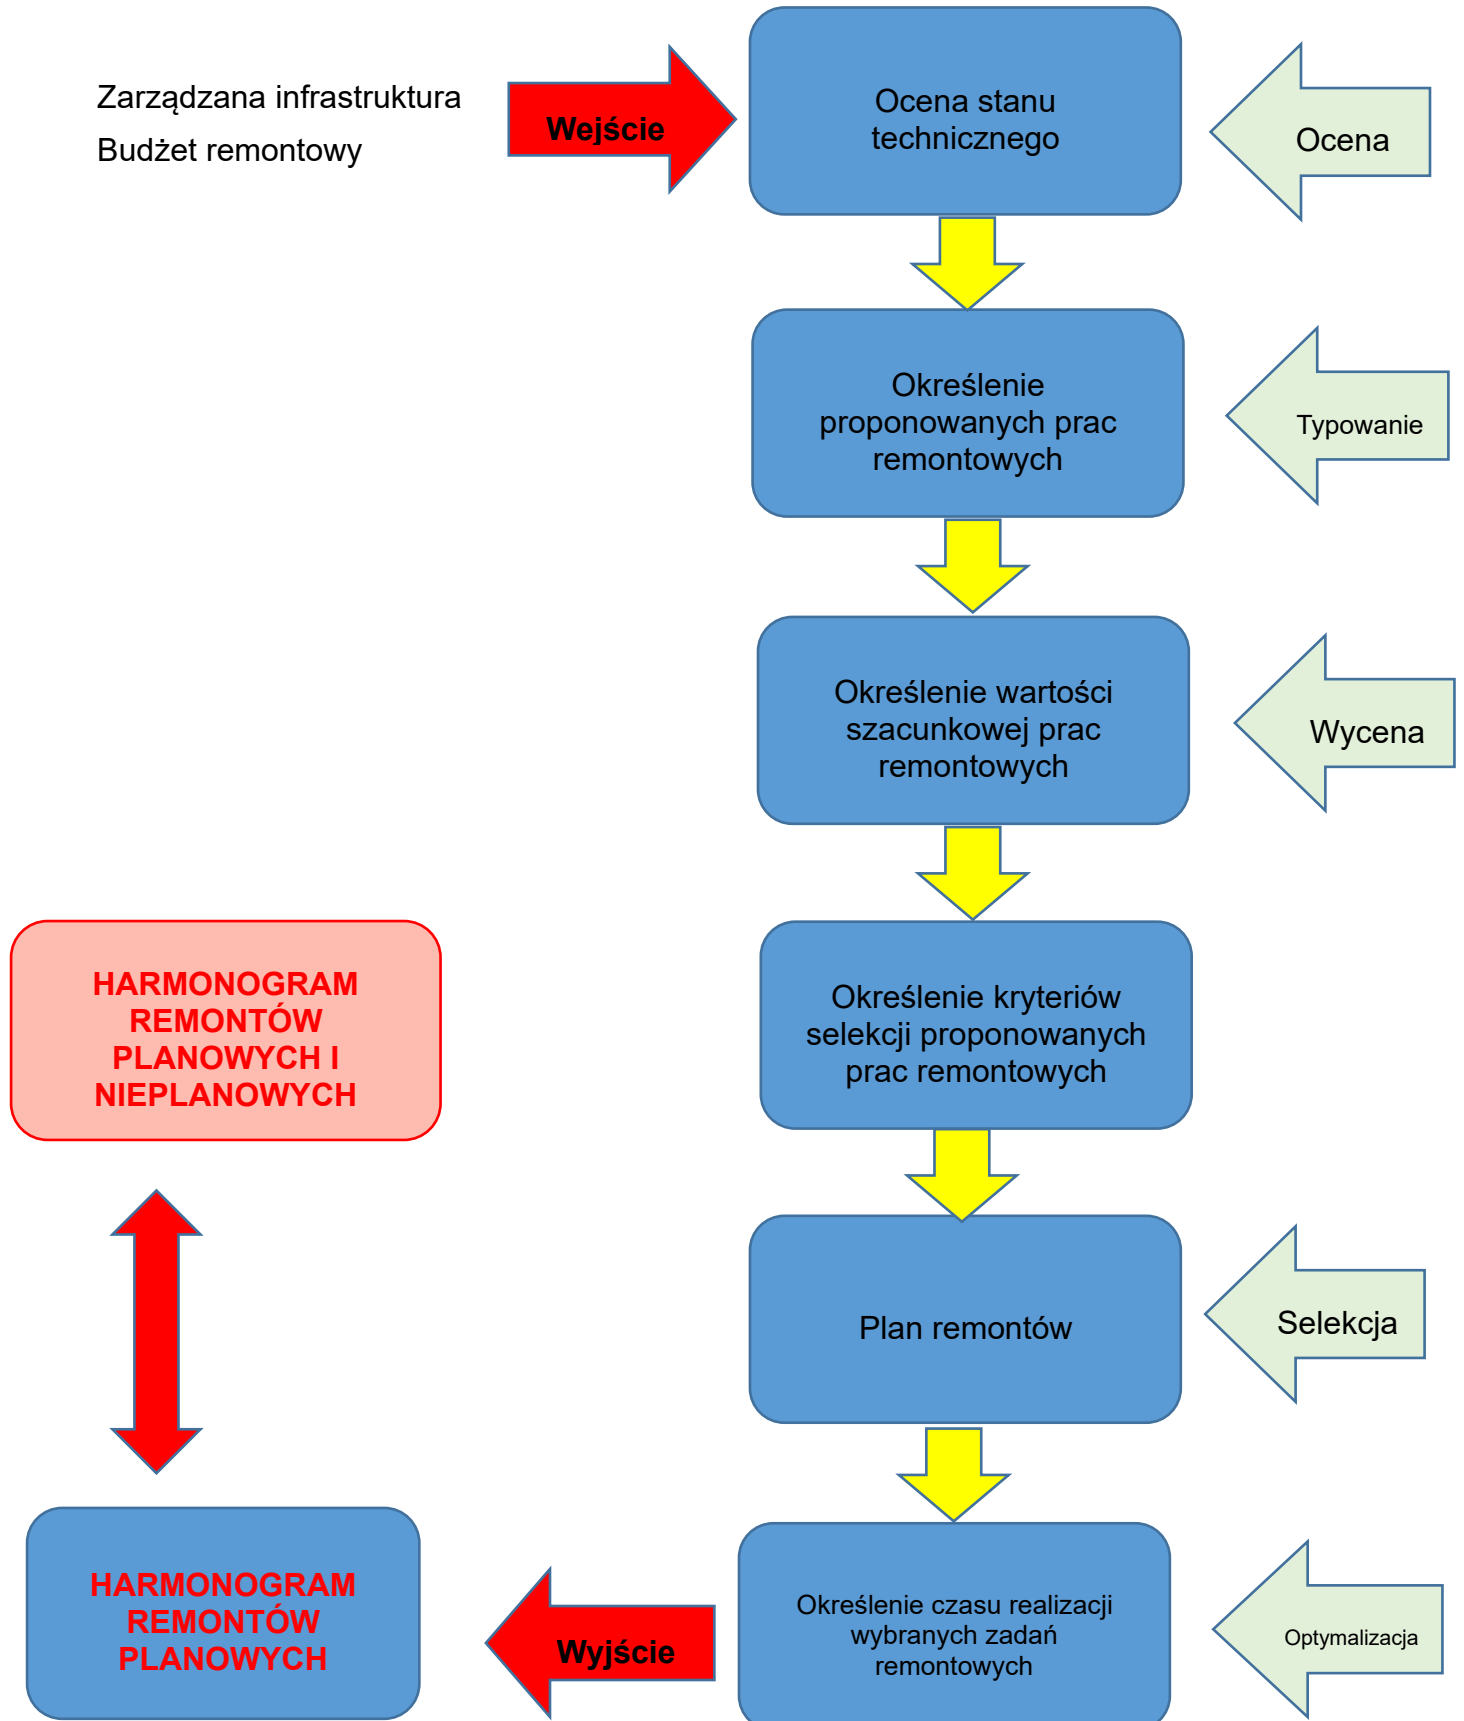 Zarządzana infrastruktura
Budżet remontowy
Wejście
Ocena stanu
technicznego
Ocena
Określenie
proponowanych prac
remontowych
Typowanie
Określenie wartości
szacunkowej prac
remontowych
Wycena
Określenie kryteriów
selekcji proponowanych
prac remontowych
HARMONOGRAM
REMONTÓW
PLANOWYCH I
NIEPLANOWYCH
Plan remontów
Selekcja
Określenie czasu realizacji
wybranych zadań
remontowych
Optymalizacja
Wyjście
HARMONOGRAM
REMONTÓW
PLANOWYCH